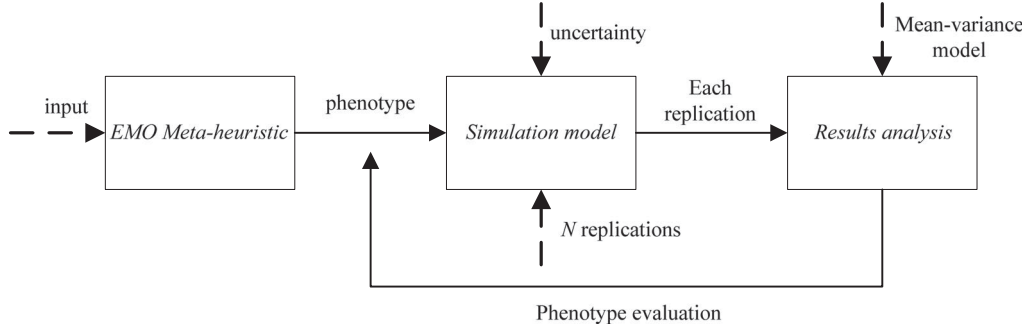 uncertainty
Mean-variance
model
input
EMO Meta-heuristic
phenotype
Simulation model
Each
replication
Results analysis
N replications
Phenotype evaluation